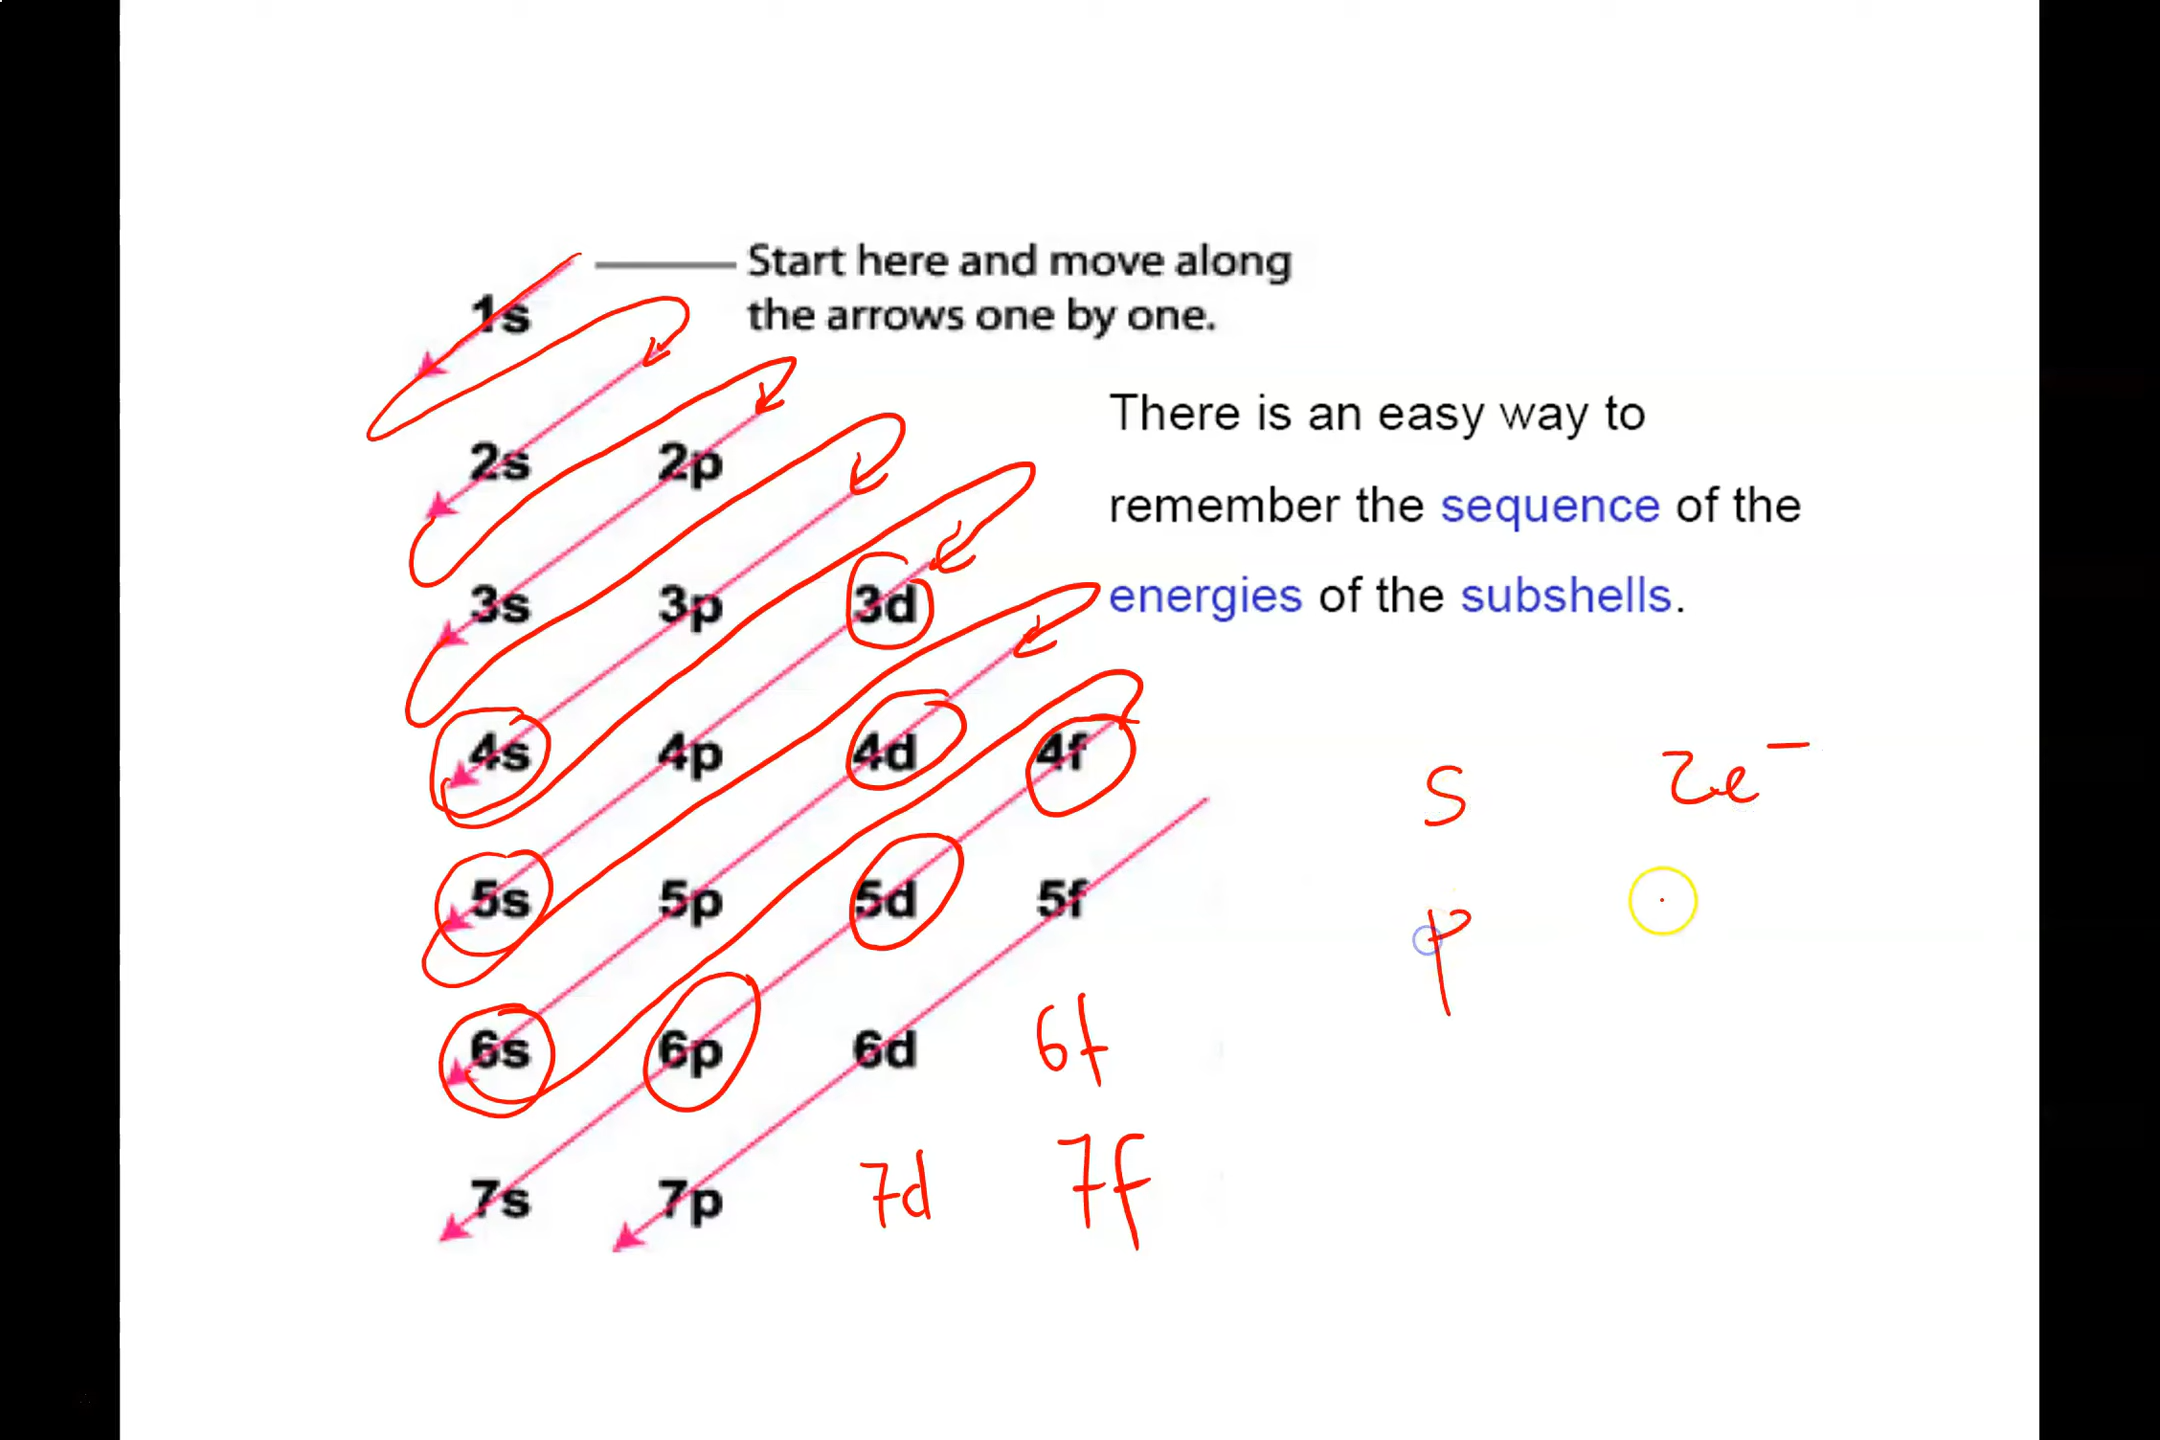 Start here and move along
the arrows one by one.
1s
There is an easy way to
2s 2p
remember the sequence of the
3s 3p 3d
energies of the subshells.
4s 4p 4d 4f
s 2e⁻
5s 5p 5d 5f
p
6s 6p 6d 6f
7s 7p 7d 7f